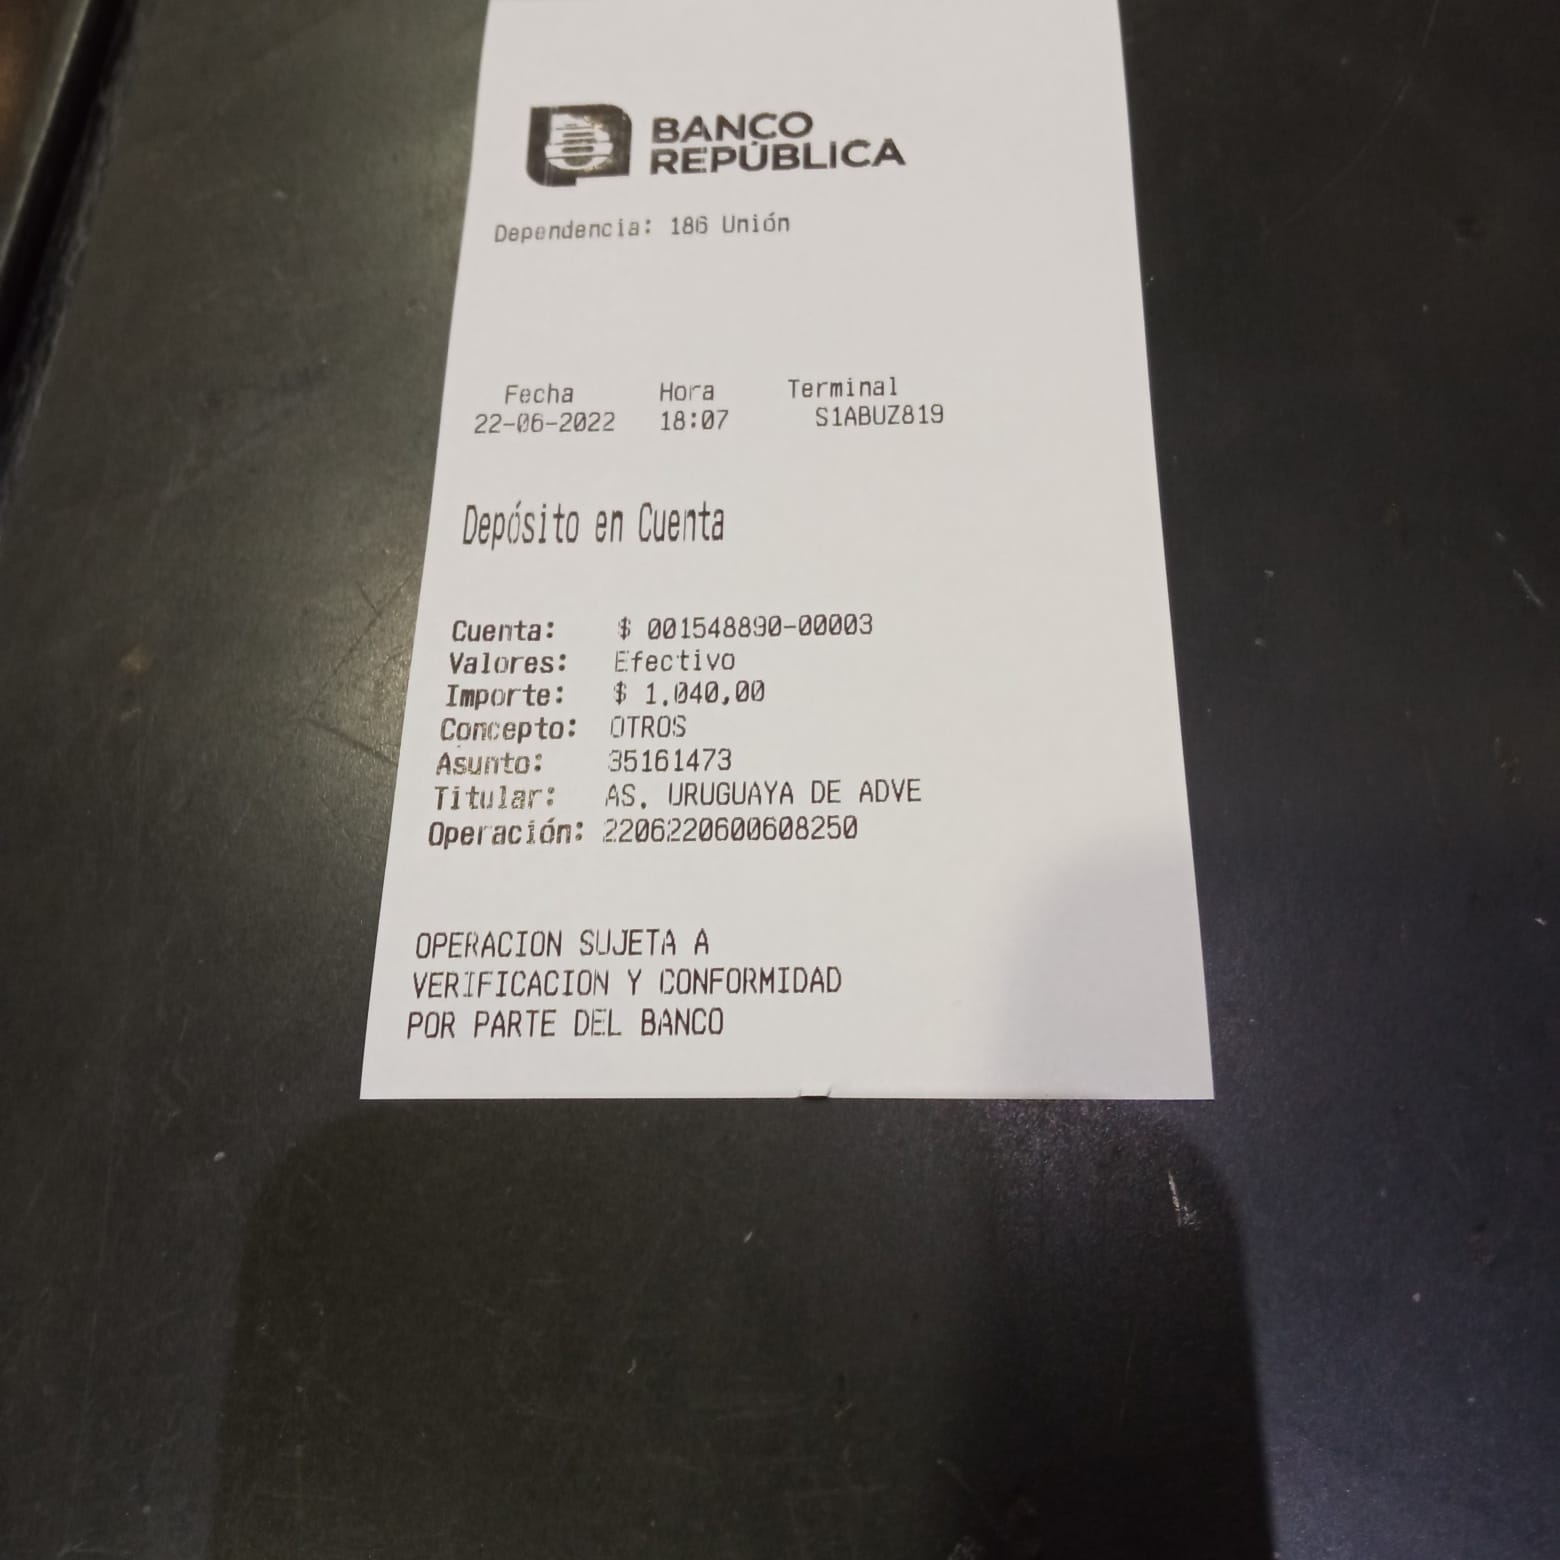 BANCO
REPÚBLICA
Dependencia: 186 Unión
Fecha Hora Terminal
22-06-2022 18:07 S1ABUZ819
Depósito en Cuenta
Cuenta: $ 001548890-00003
Valores: Efectivo
Importe: $ 1.040,00
Concepto: OTROS
Asunto: 35161473
Titular: AS. URUGUAYA DE ADVE
Operación: 2206220600608250
OPERACION SUJETA A
VERIFICACION Y CONFORMIDAD
POR PARTE DEL BANCO